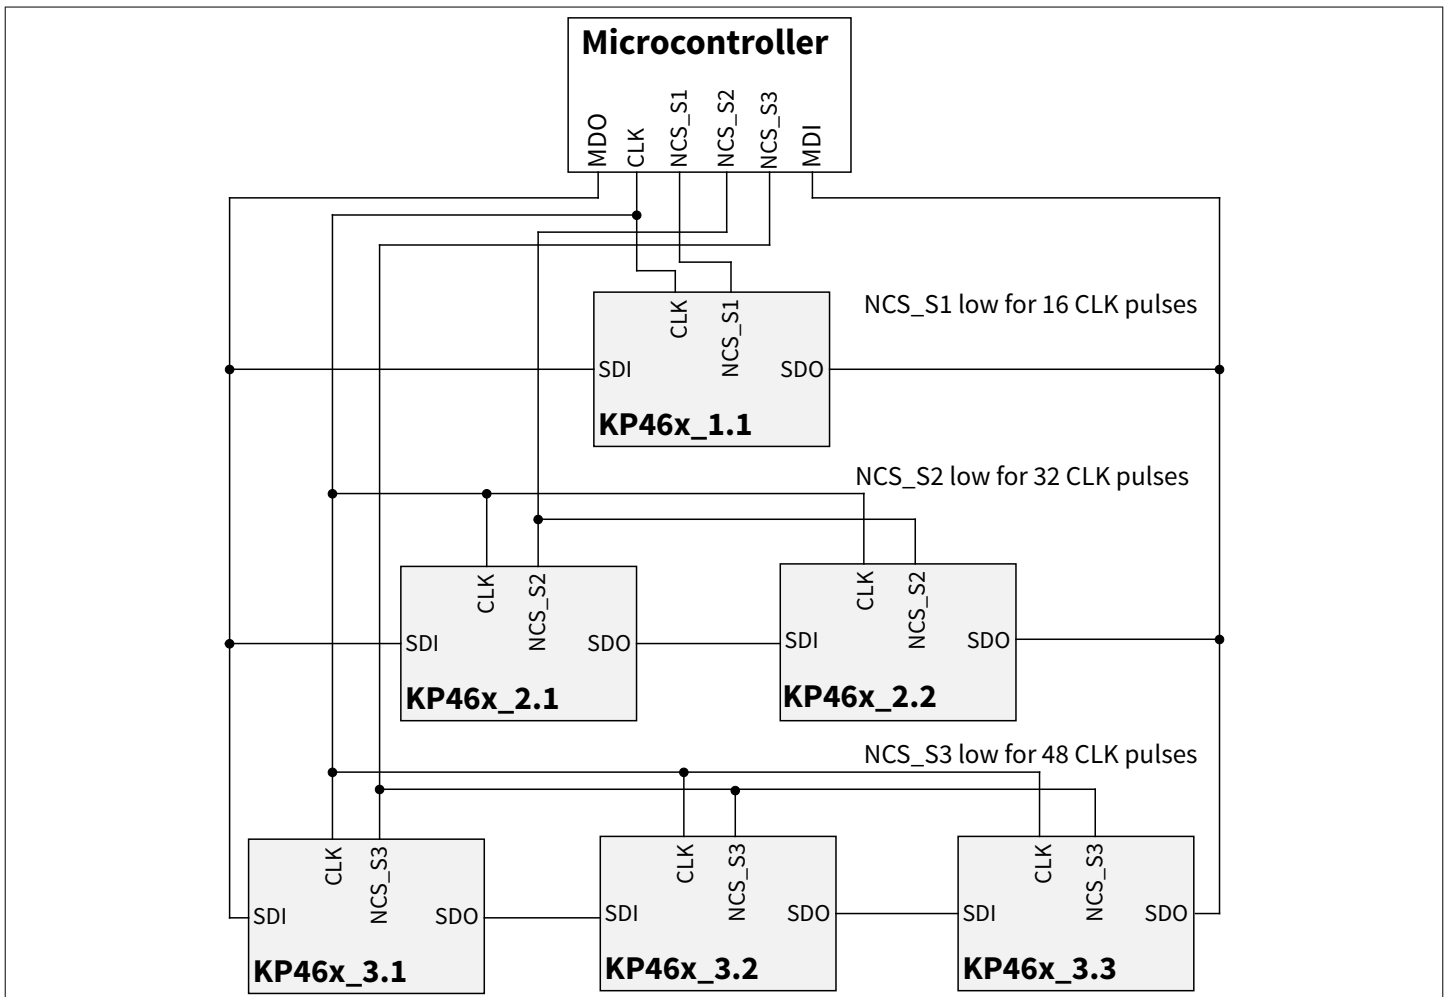 Microcontroller
MDO
CLK
NCS_S1
NCS_S2
NCS_S3
MDI
NCS_S1 low for 16 CLK pulses
CLK
NCS_S1
SDI
SDO
KP46x_1.1
NCS_S2 low for 32 CLK pulses
CLK
NCS_S2
SDI
SDO
KP46x_2.1
CLK
NCS_S2
SDI
SDO
KP46x_2.2
NCS_S3 low for 48 CLK pulses
CLK
NCS_S3
SDI
SDO
KP46x_3.1
CLK
NCS_S3
SDI
SDO
KP46x_3.2
CLK
NCS_S3
SDI
SDO
KP46x_3.3